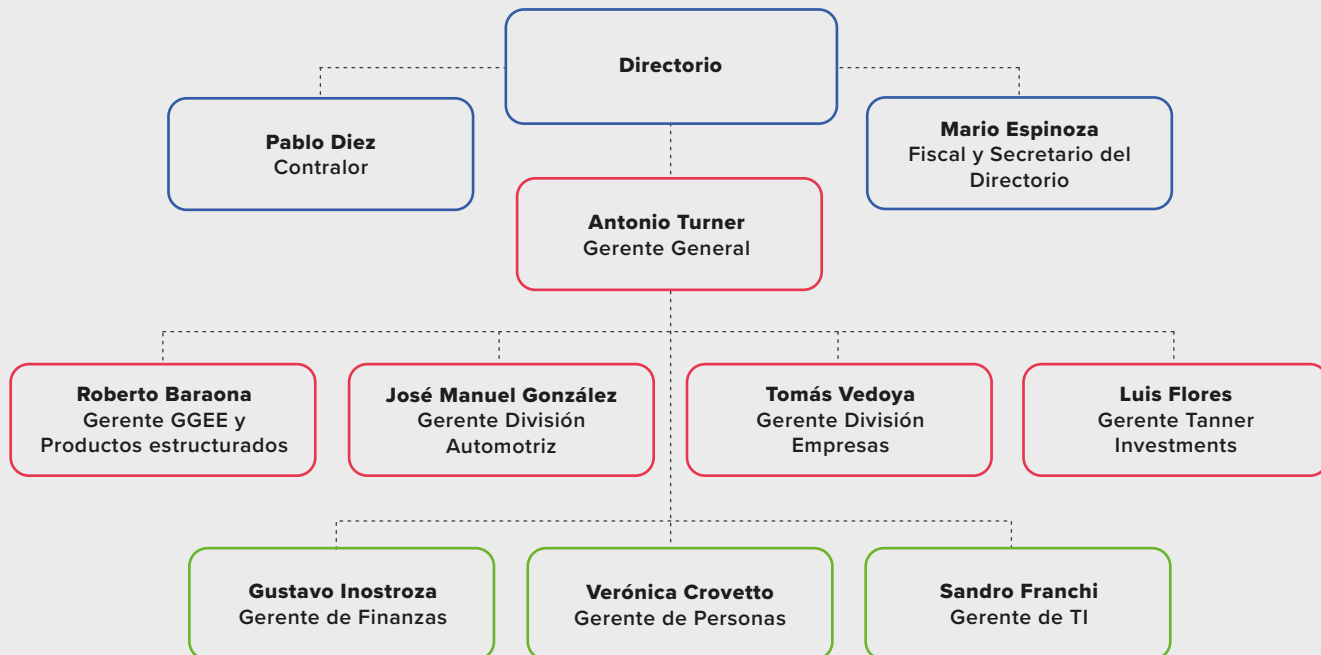 Directorio
Pablo Diez
Contralor
Mario Espinoza
Fiscal y Secretario del
Directorio
Antonio Turner
Gerente General
Roberto Baraona
Gerente GGEE y
Productos estructurados
José Manuel González
Gerente División
Automotriz
Tomás Vedoya
Gerente División
Empresas
Luis Flores
Gerente Tanner
Investments
Gustavo Inostroza
Gerente de Finanzas
Verónica Crovetto
Gerente de Personas
Sandro Franchi
Gerente de TI